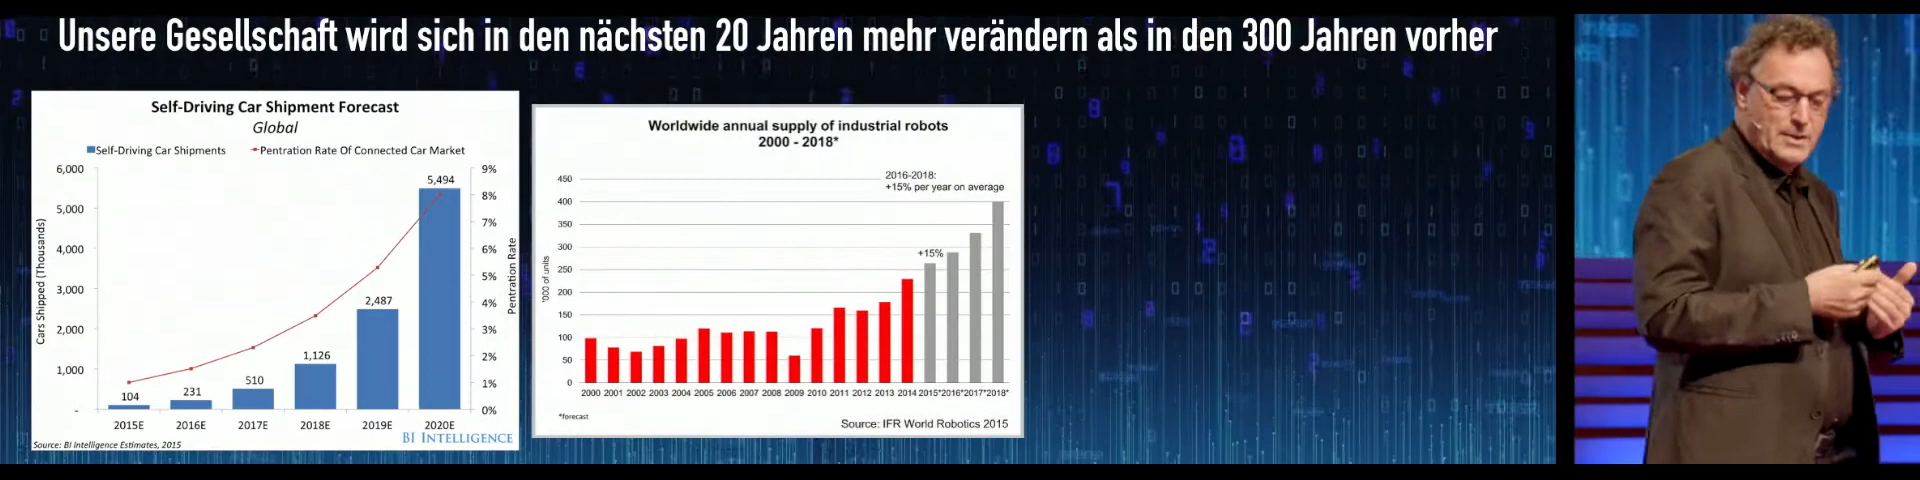 Unsere Gesellschaft wird sich in den nächsten 20 Jahren mehr verändern als in den 300 Jahren vorher
Self-Driving Car Shipment Forecast
Global
Self-Driving Car Shipments
Pentration Rate Of Connected Car Market
Cars Shipped (Thousands)
6,000
5,000
4,000
3,000
2,000
1,000
-
104
231
510
1,126
2,487
5,494
9%
8%
7%
6%
5%
4%
3%
2%
1%
0%
Pentration Rate
2015E 2016E 2017E 2018E 2019E 2020E
BI INTELLIGENCE
Source: BI Intelligence Estimates, 2015
Worldwide annual supply of industrial robots
2000 - 2018*
2016-2018:
+15% per year on average
+15%
'000 of units
450
400
350
300
250
200
150
100
50
0
2000 2001 2002 2003 2004 2005 2006 2007 2008 2009 2010 2011 2012 2013 2014 2015* 2016* 2017* 2018*
*forecast
Source: IFR World Robotics 2015